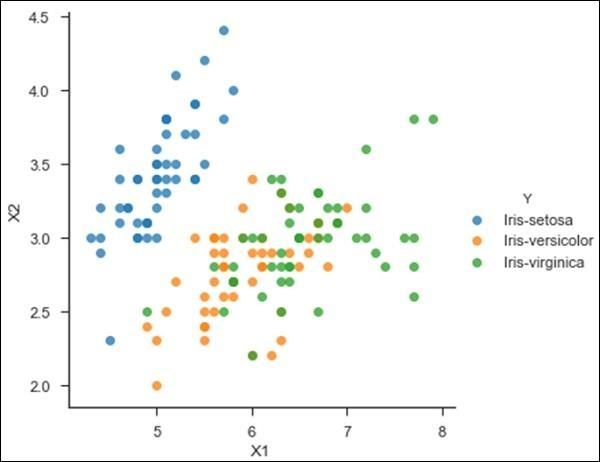 4.5
4.0
3.5
3.0
2.5
2.0
X2
5 6 7 8
X1
Y
Iris-setosa
Iris-versicolor
Iris-virginica